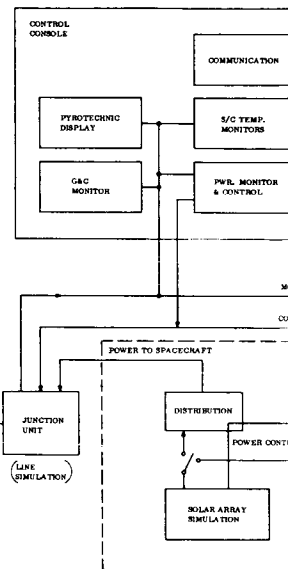 CONTROL
CONSOLE
COMMUNICATION
PYROTECHNIC
DISPLAY
S/C TEMP.
MONITORS
G&C
MONITOR
PWR. MONITOR
& CONTROL
CO
POWER TO SPACECRAFT
JUNCTION
UNIT
DISTRIBUTION
POWER CONT
(LINE
SIMULATION)
SOLAR ARRAY
SIMULATION